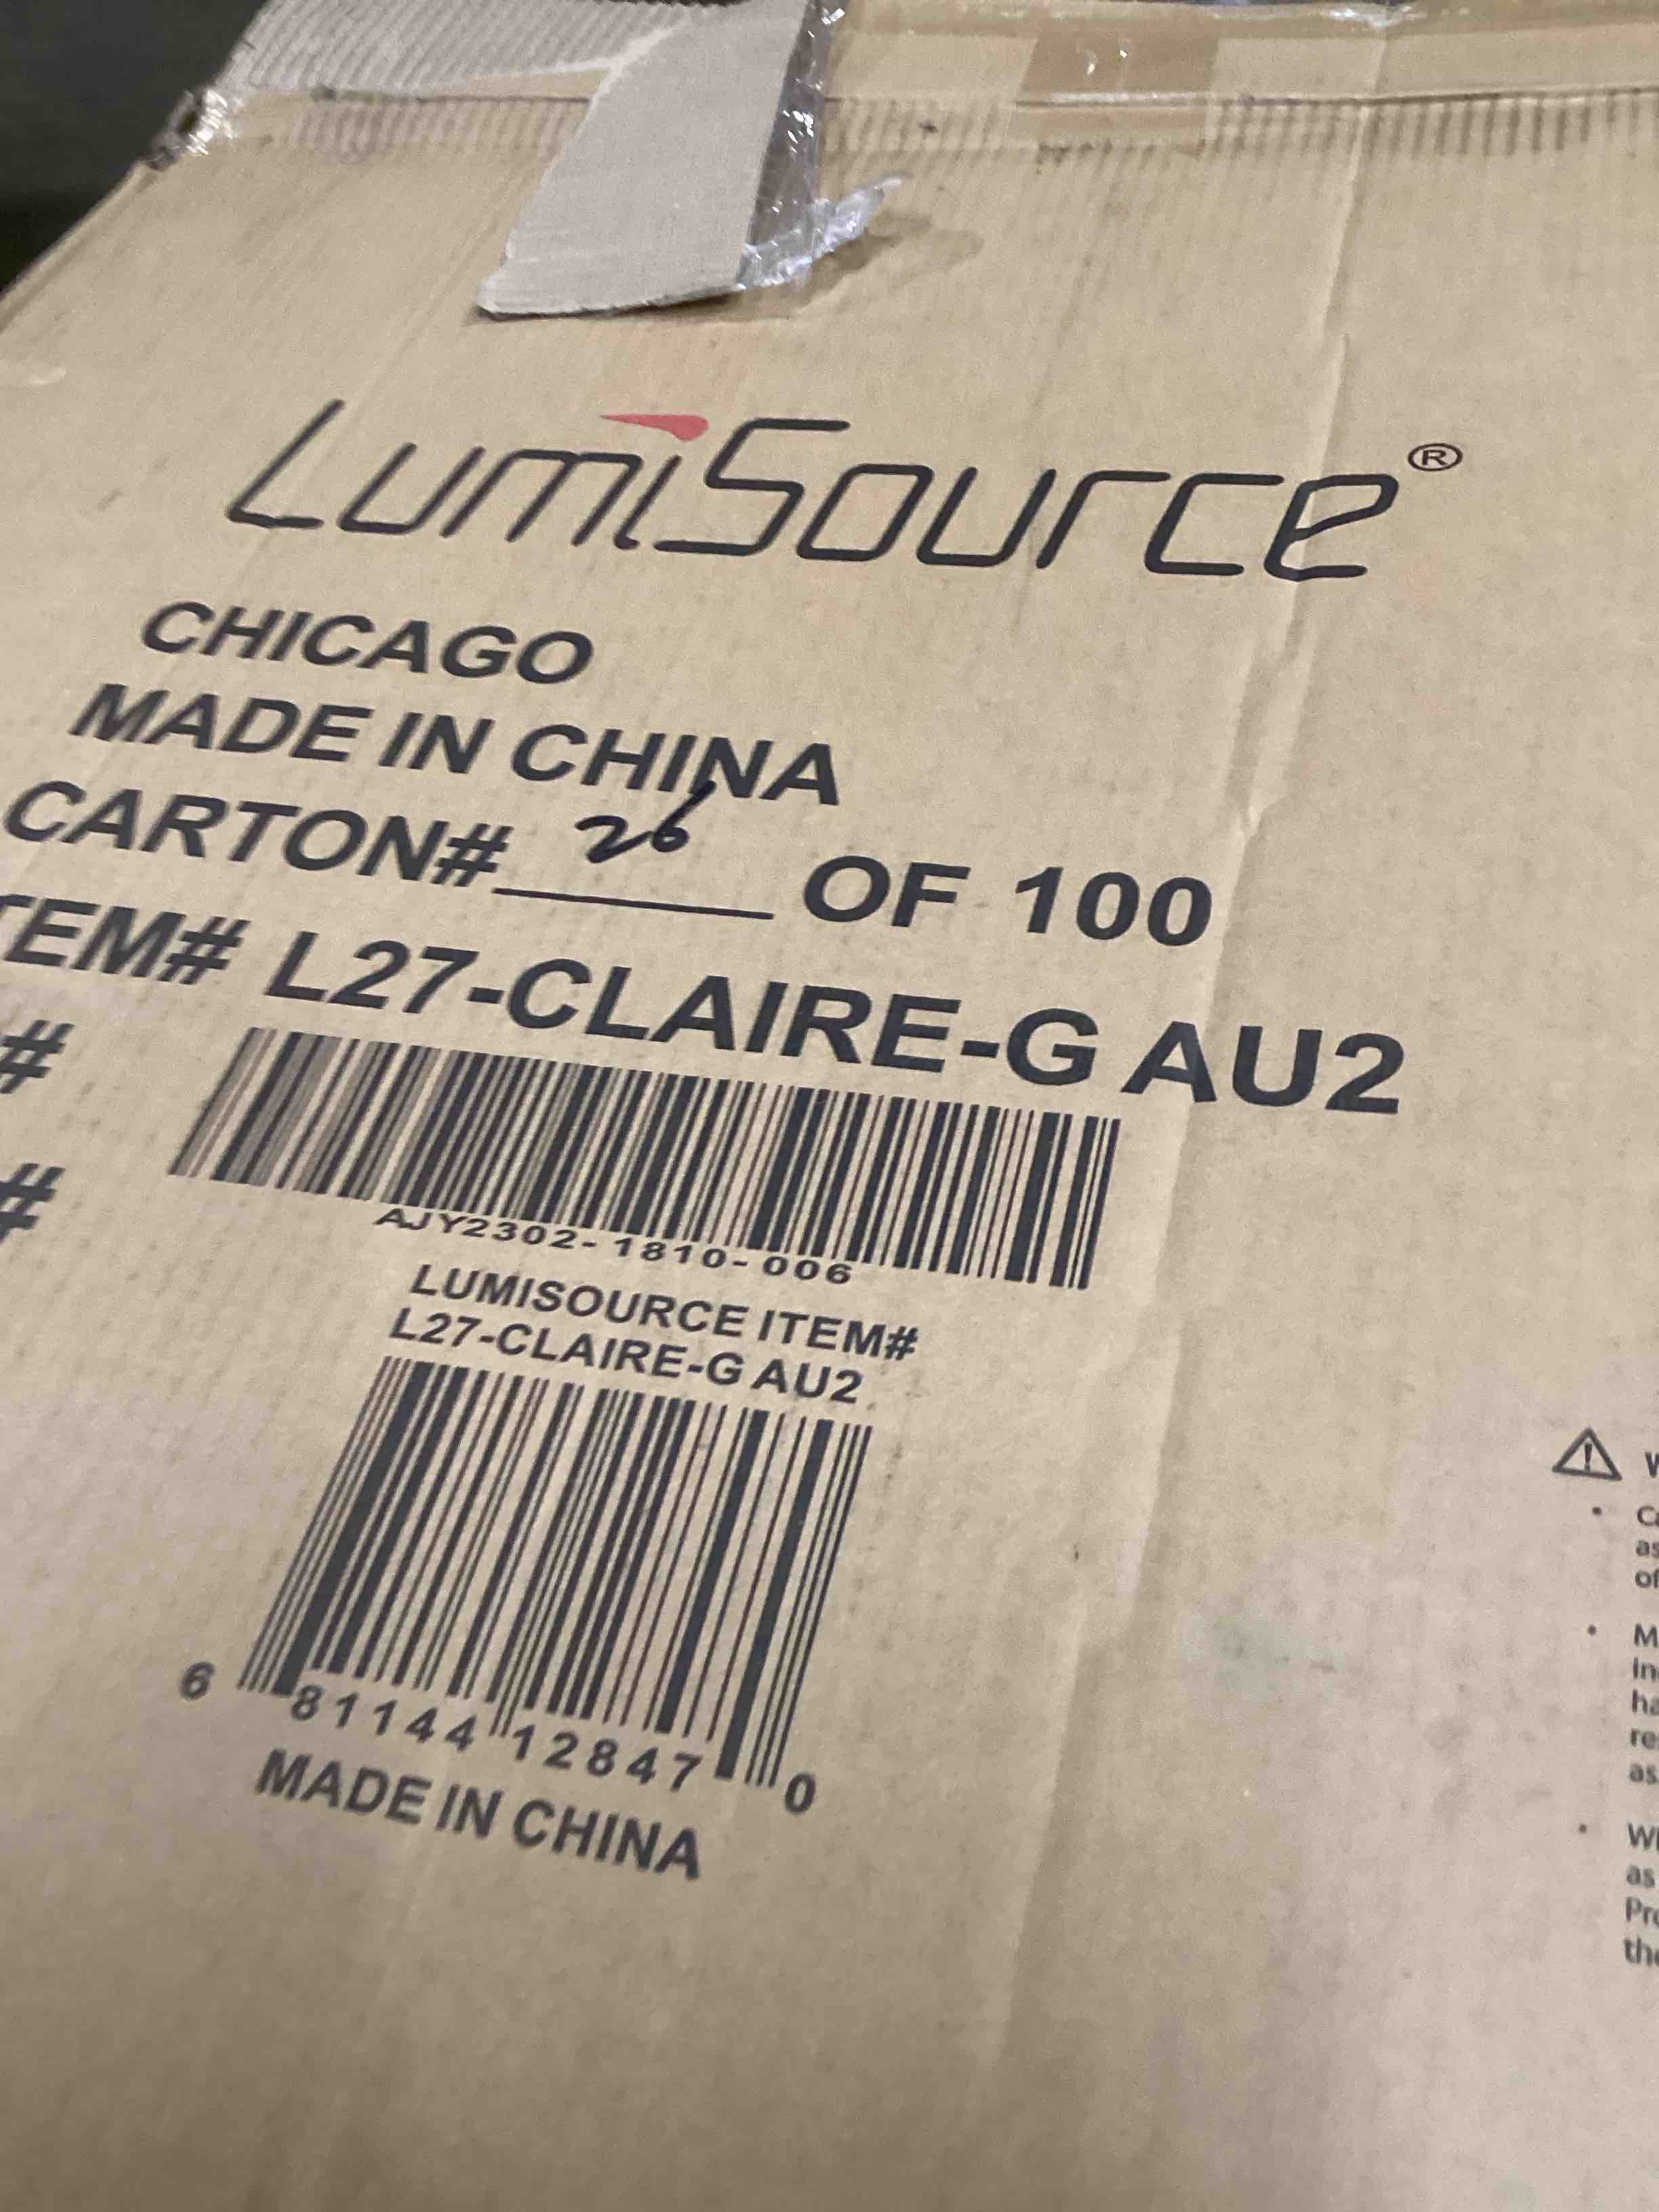 LumiSource®
CHICAGO
MADE IN CHINA
CARTON# 26 OF 100
TEM# L27-CLAIRE-G AU2
#
AJY2302-1810-006
#
LUMISOURCE ITEM#
L27-CLAIRE-G AU2
6 81144 12847 0
MADE IN CHINA